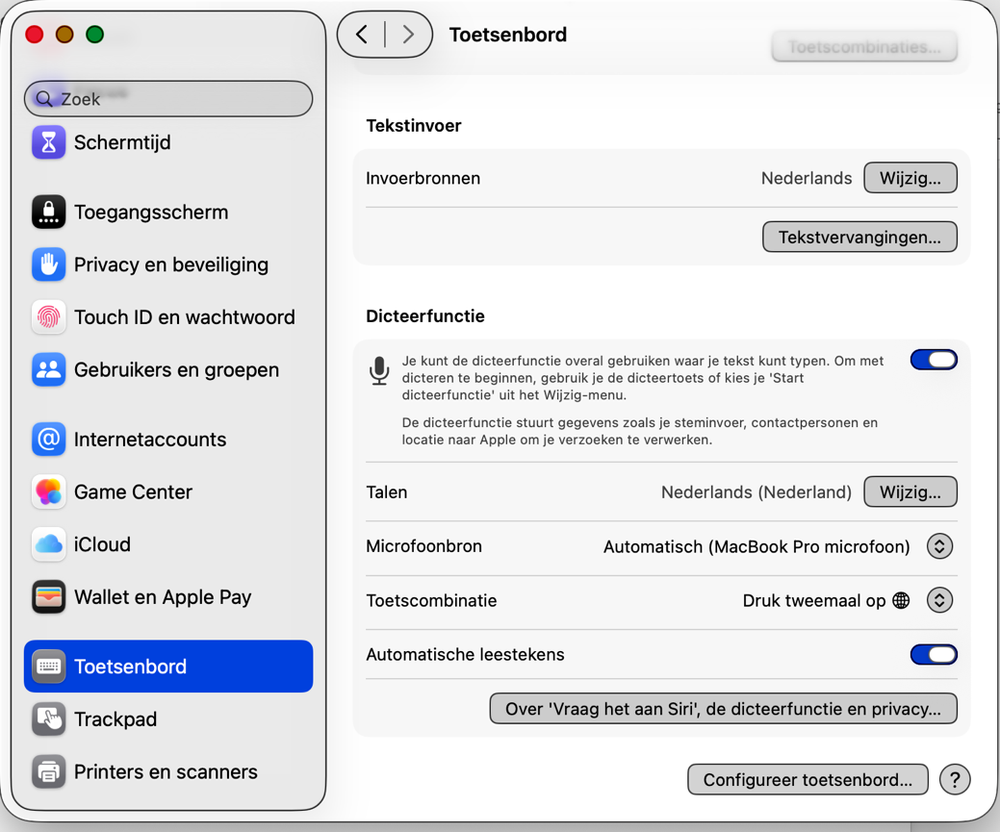 Zoek
Schermtijd
Toegangsscherm
Privacy en beveiliging
Touch ID en wachtwoord
Gebruikers en groepen
Internetaccounts
Game Center
iCloud
Wallet en Apple Pay
Toetsenbord
Trackpad
Printers en scanners
Toetsenbord
Toetscombinaties...
Tekstinvoer
Invoerbronnen Nederlands Wijzig...
Tekstvervangingen...
Dicteerfunctie
Je kunt de dicteerfunctie overal gebruiken waar je tekst kunt typen. Om met
dicteren te beginnen, gebruik je de dicteertoets of kies je 'Start
dicteerfunctie' uit het Wijzig-menu.
De dicteerfunctie stuurt gegevens zoals je steminvoer, contactpersonen en
locatie naar Apple om je verzoeken te verwerken.
Talen Nederlands (Nederland) Wijzig...
Microfoonbron Automatisch (MacBook Pro microfoon)
Toetscombinatie Druk tweemaal op
Automatische leestekens
Over 'Vraag het aan Siri', de dicteerfunctie en privacy...
Configureer toetsenbord... ?